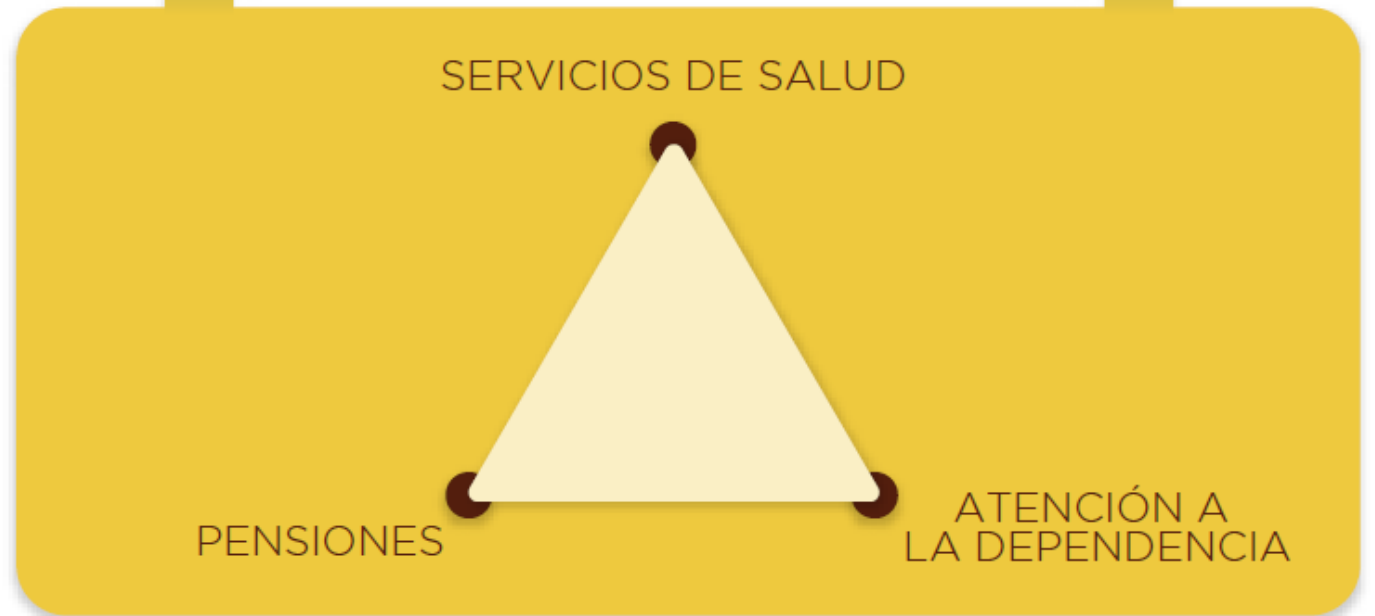 SERVICIOS DE SALUD
PENSIONES
ATENCIÓN A
LA DEPENDENCIA